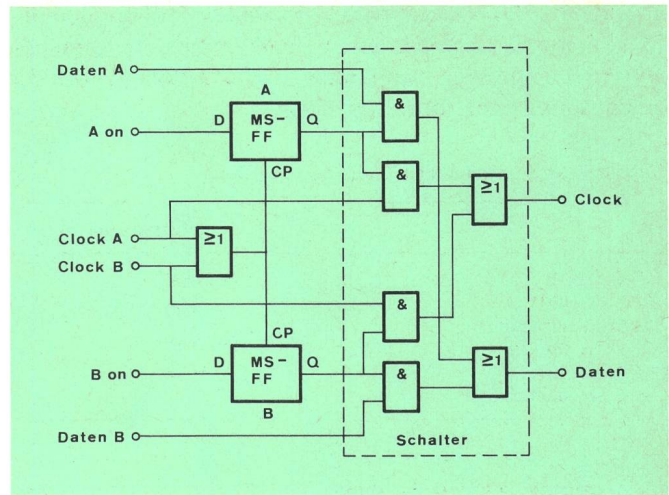 Daten A
A
A on
D
MS-
FF
Q
&
CP
&
Clock A
≥1
≥1
Clock
Clock B
&
CP
B on
D
MS-
FF
Q
&
≥1
Daten
B
Daten B
Schalter